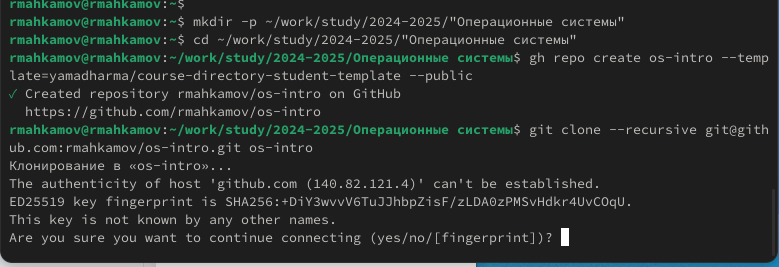 rmahkamov@rmahkamov:~$
rmahkamov@rmahkamov:~$ mkdir -p ~/work/study/2024-2025/"Операционные системы"
rmahkamov@rmahkamov:~$ cd ~/work/study/2024-2025/"Операционные системы"
rmahkamov@rmahkamov:~/work/study/2024-2025/Операционные системы$ gh repo create os-intro --temp
late=yamadharma/course-directory-student-template --public
✓ Created repository rmahkamov/os-intro on GitHub
https://github.com/rmahkamov/os-intro
rmahkamov@rmahkamov:~/work/study/2024-2025/Операционные системы$ git clone --recursive git@gith
ub.com:rmahkamov/os-intro.git os-intro
Клонирование в «os-intro»...
The authenticity of host 'github.com (140.82.121.4)' can't be established.
ED25519 key fingerprint is SHA256:+DiY3wvvV6TuJJhbpZisF/zLDA0zPMSvHdkr4UvCOqU.
This key is not known by any other names.
Are you sure you want to continue connecting (yes/no/[fingerprint])?